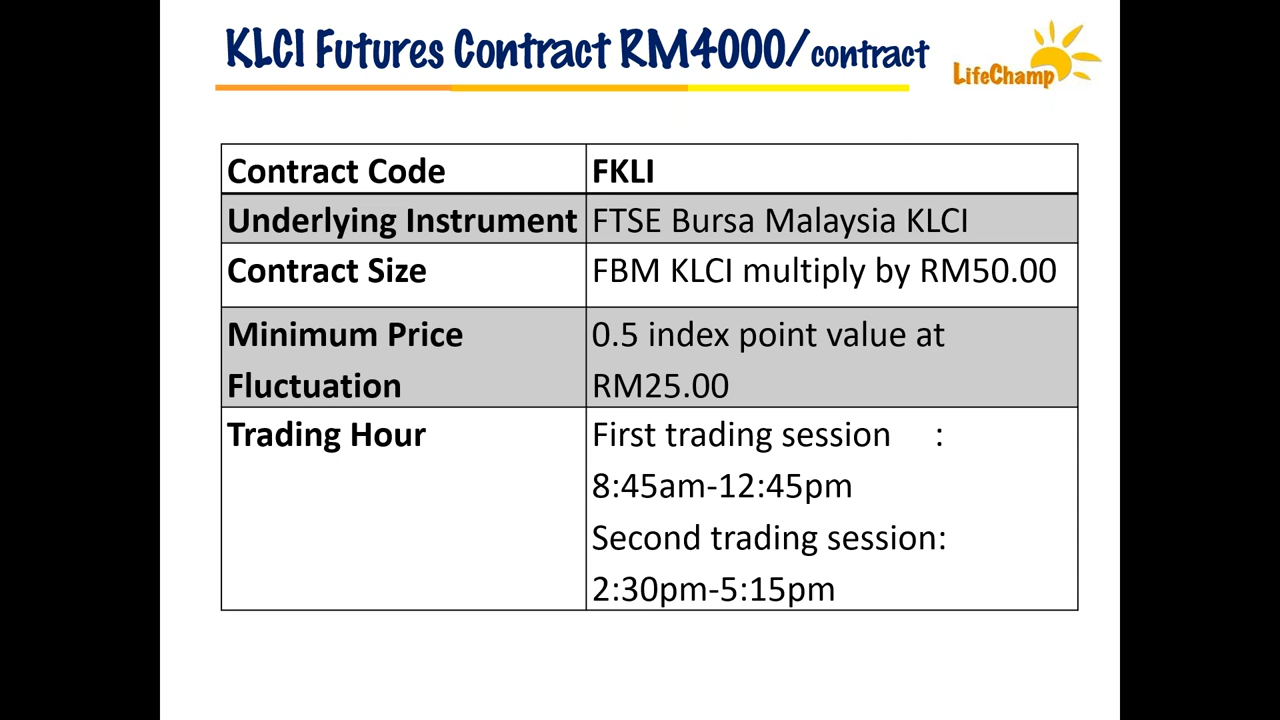 KLCI Futures Contract RM4000/contract
LifeChamp
Contract Code FKLI
Underlying Instrument FTSE Bursa Malaysia KLCI
Contract Size FBM KLCI multiply by RM50.00
Minimum Price 0.5 index point value at
Fluctuation RM25.00
Trading Hour First trading session :
8:45am-12:45pm
Second trading session:
2:30pm-5:15pm